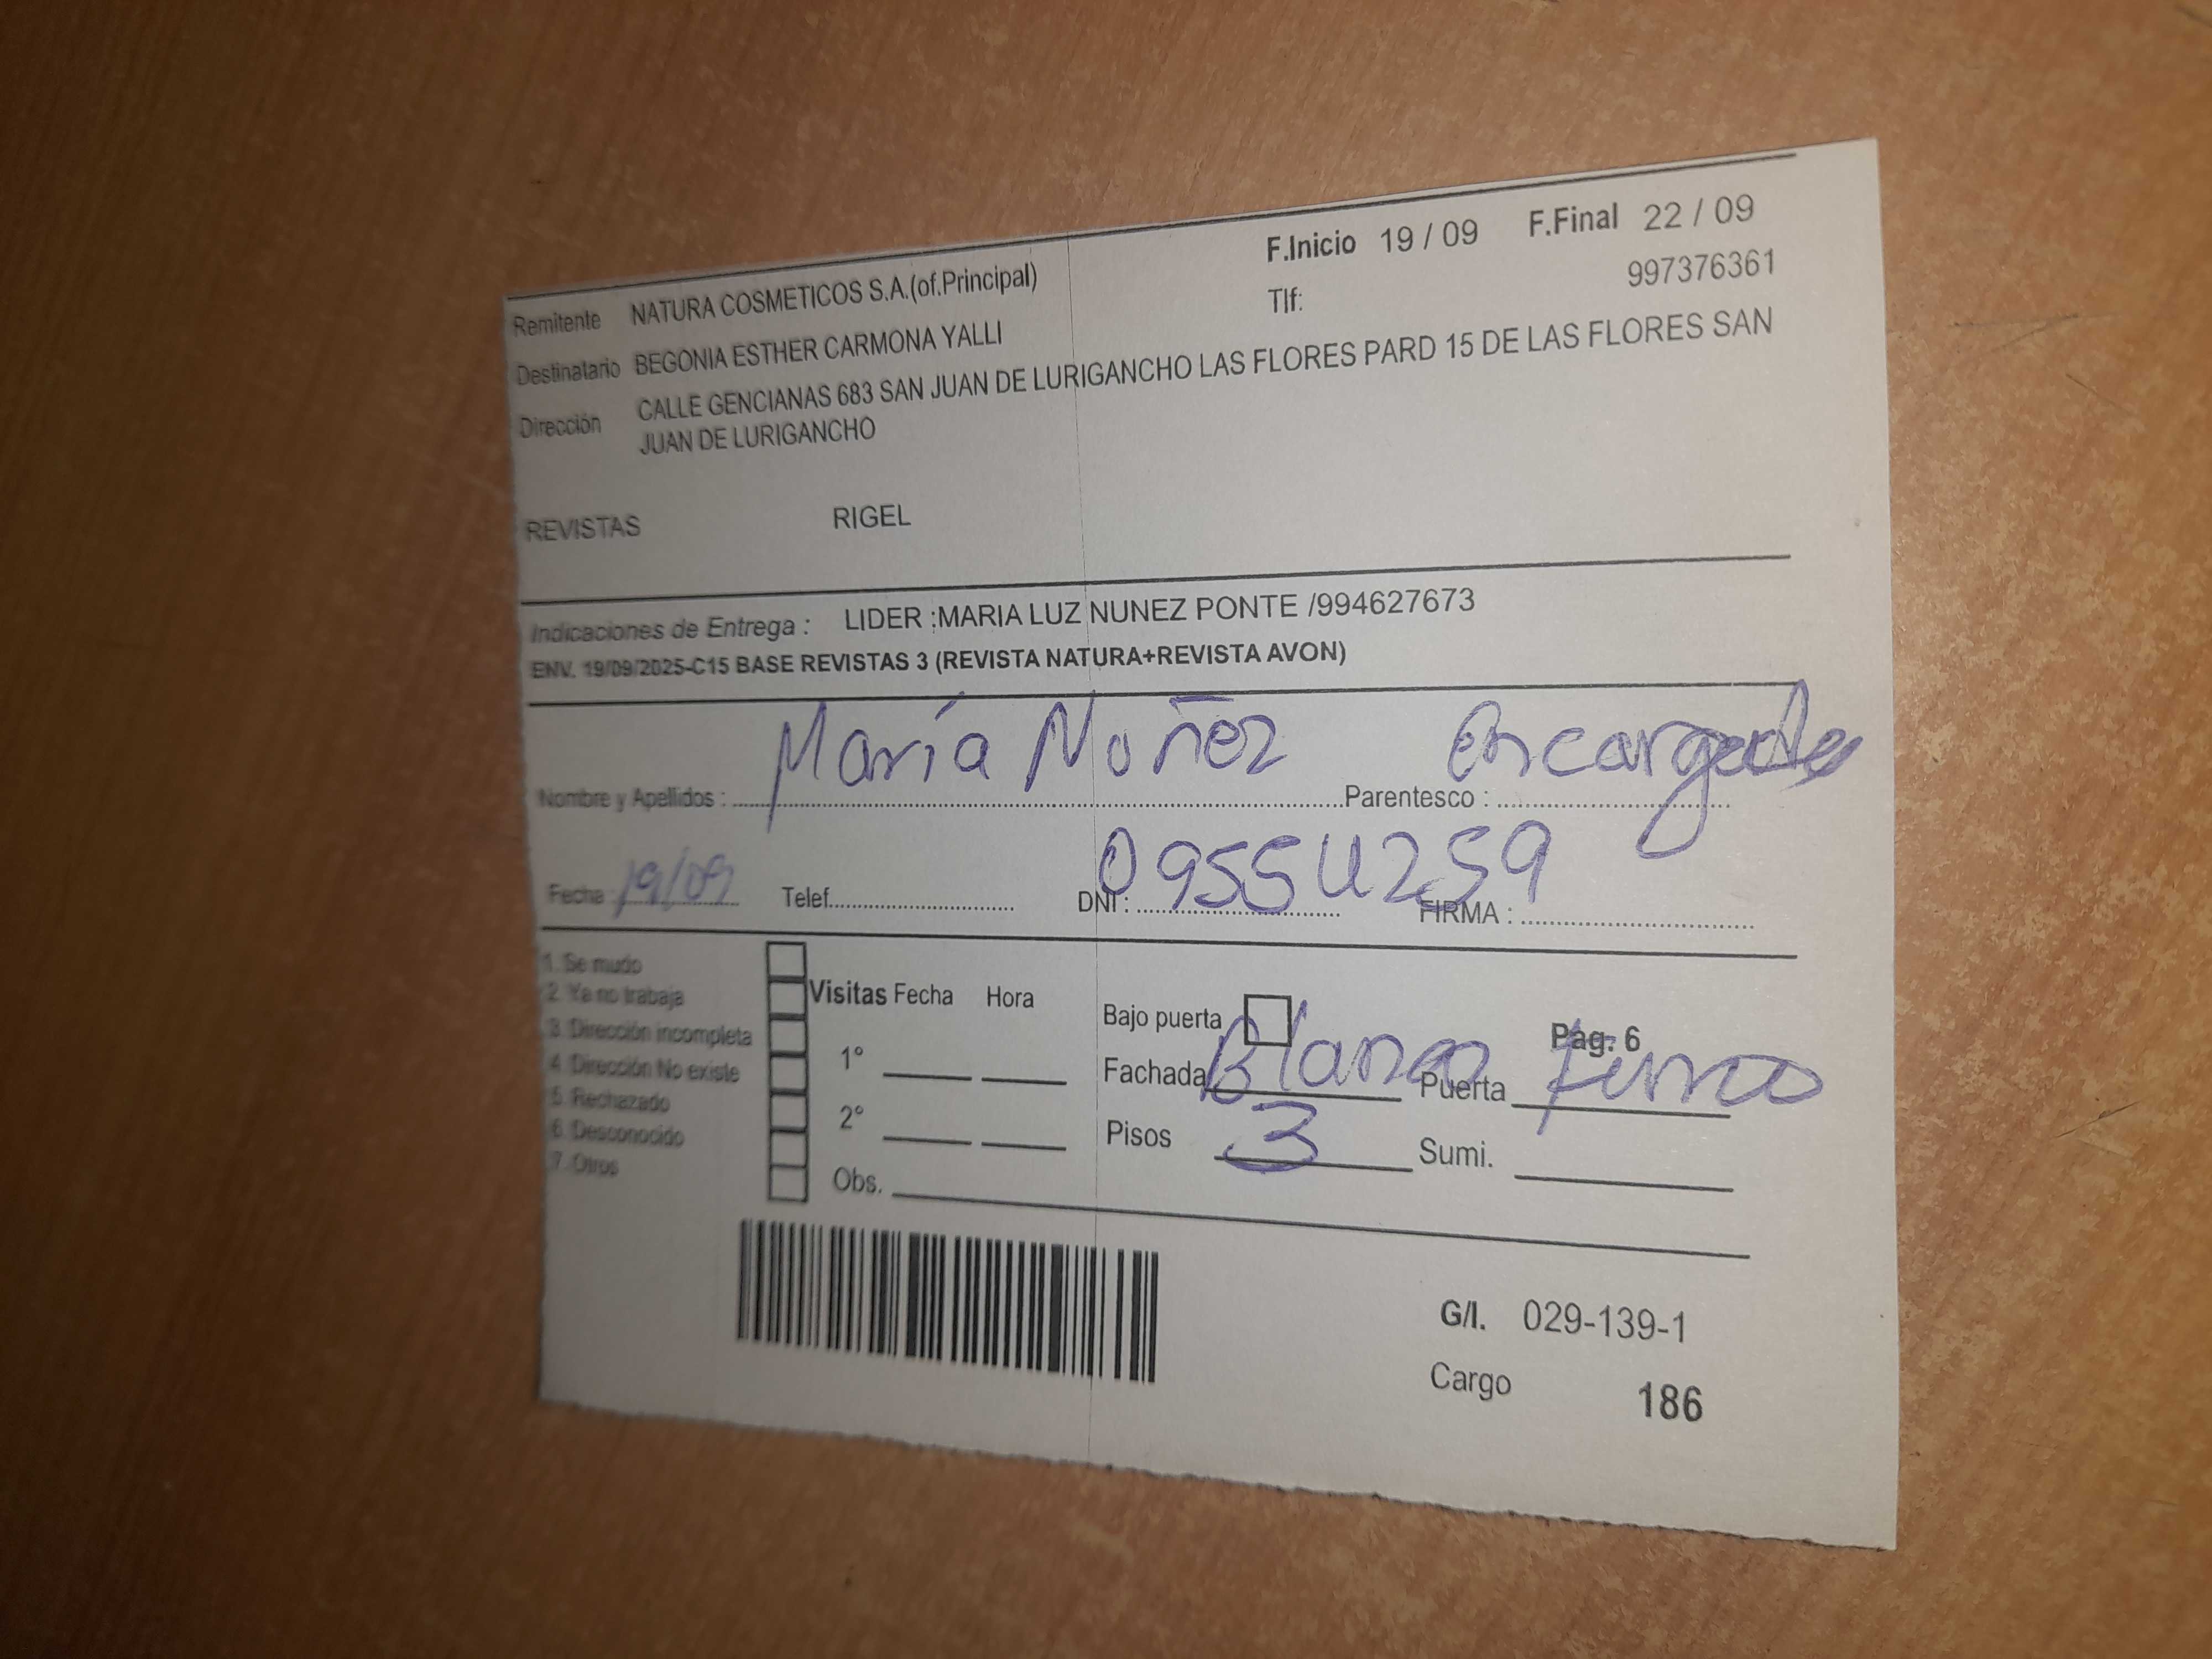 F.Inicio 19 / 09 F.Final 22 / 09
Remitente NATURA COSMETICOS S.A.(of.Principal) Tlf: 997376361
Destinatario BEGONIA ESTHER CARMONA YALLI
Dirección CALLE GENCIANAS 683 SAN JUAN DE LURIGANCHO LAS FLORES PARD 15 DE LAS FLORES SAN
JUAN DE LURIGANCHO
REVISTAS RIGEL
Indicaciones de Entrega : LIDER :MARIA LUZ NUNEZ PONTE /994627673
ENV. 19/09/2025-C15 BASE REVISTAS 3 (REVISTA NATURA+REVISTA AVON)
Nombre y Apellidos : María Nuñez Parentesco :
Fecha 19/09 Telef. DNI : 09554259 FIRMA :
1. Se mudo
2. Ya no trabaja
3. Dirección incompleta
4. Dirección No existe
5. Rechazado
6. Desconocido
7. Otros
Visitas Fecha Hora
1°
2°
Obs.
Bajo puerta Pag. 6
Fachada Blanco Puerta
Pisos 3 Sumi.
G/I. 029-139-1
Cargo 186